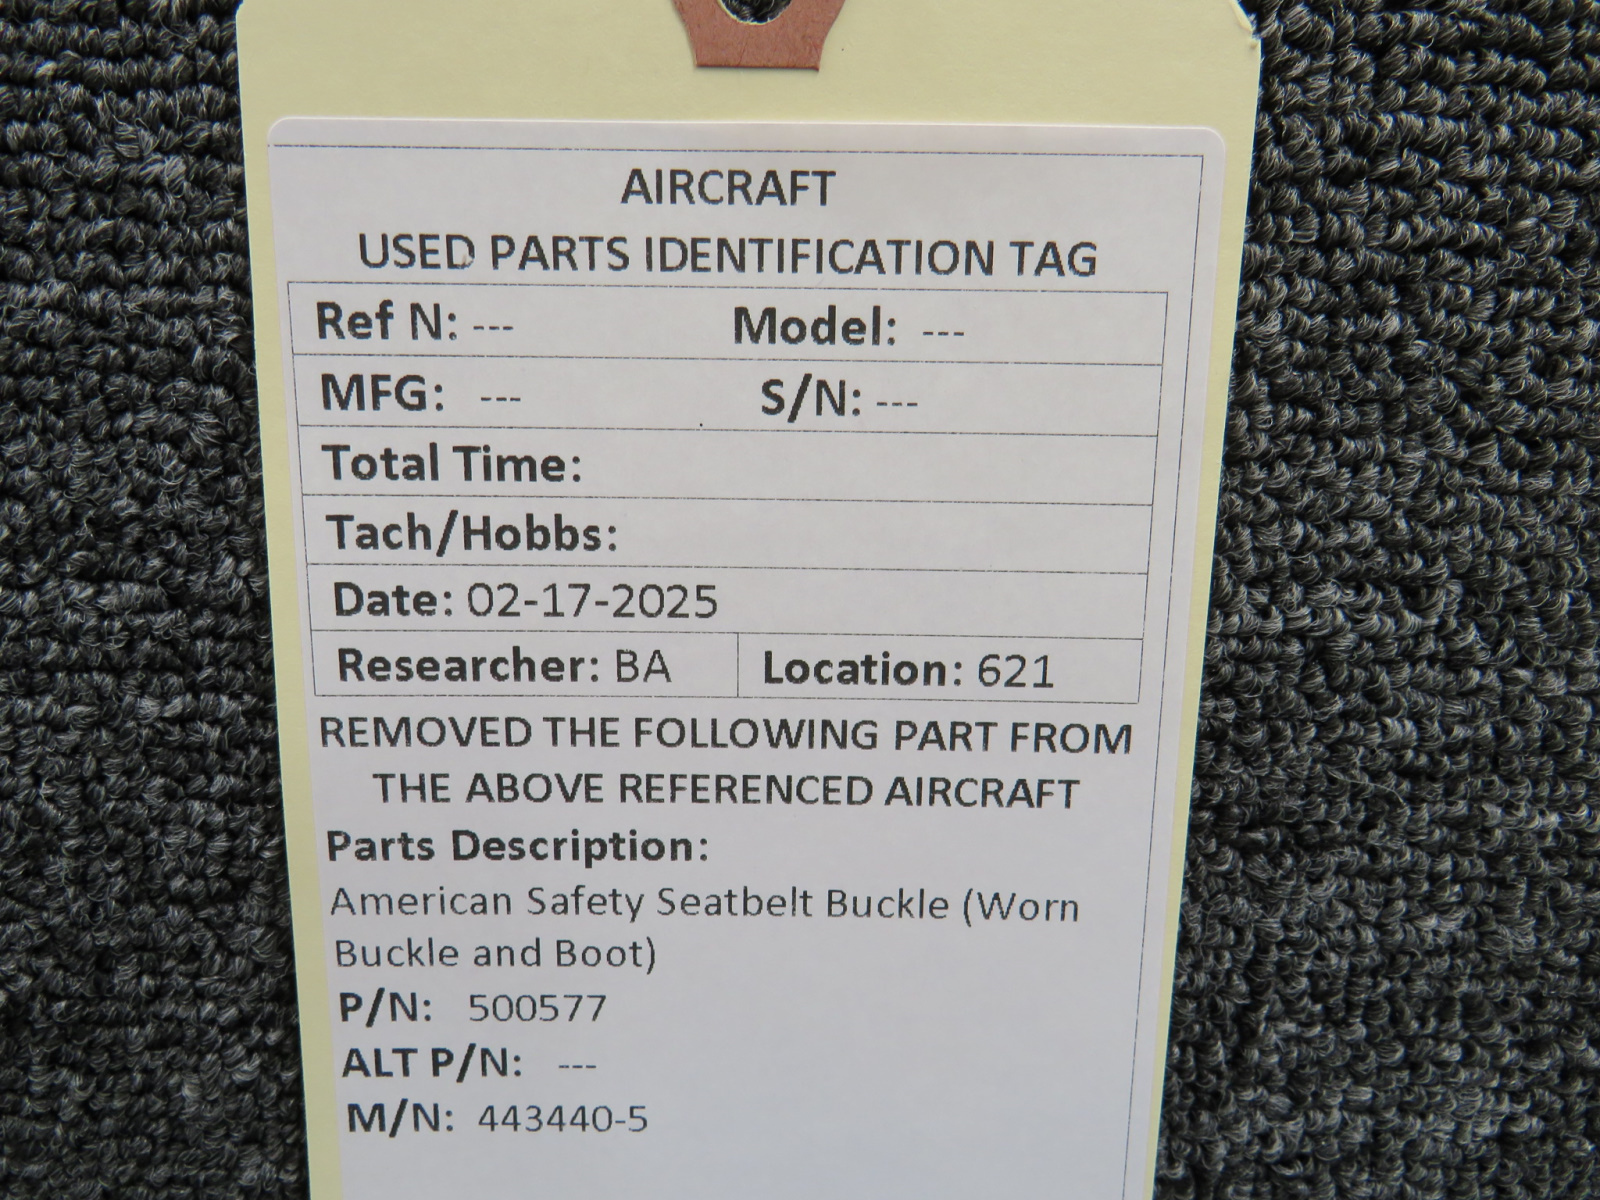 AIRCRAFT
USED PARTS IDENTIFICATION TAG
Ref N: --- Model: ---
MFG: --- S/N: ---
Total Time:
Tach/Hobbs:
Date: 02-17-2025
Researcher: BA Location: 621
REMOVED THE FOLLOWING PART FROM
THE ABOVE REFERENCED AIRCRAFT
Parts Description:
American Safety Seatbelt Buckle (Worn
Buckle and Boot)
P/N: 500577
ALT P/N: ---
M/N: 443440-5